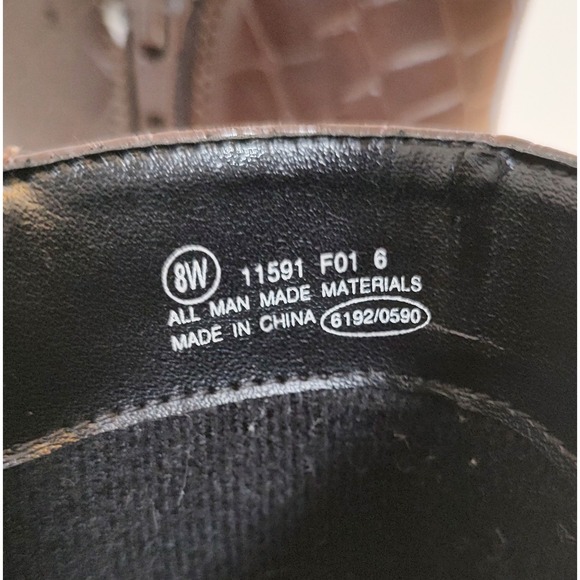 8W 11591 F01 6
ALL MAN MADE MATERIALS
MADE IN CHINA 6192/0590